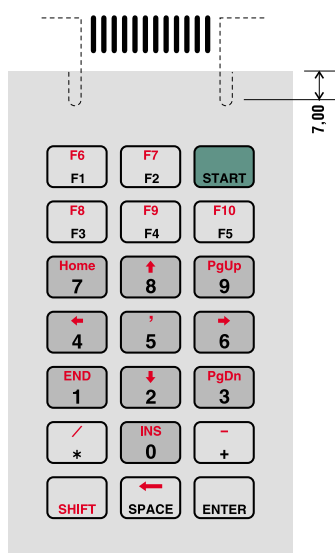 7,00
F6 F7
F1 F2 START
F8 F9 F10
F3 F4 F5
Home ⬆ PgUp
7 8 9
⬅ , ➡
4 5 6
END ⬇ PgDn
1 2 3
/ INS -
* 0 +
⬅
SHIFT SPACE ENTER